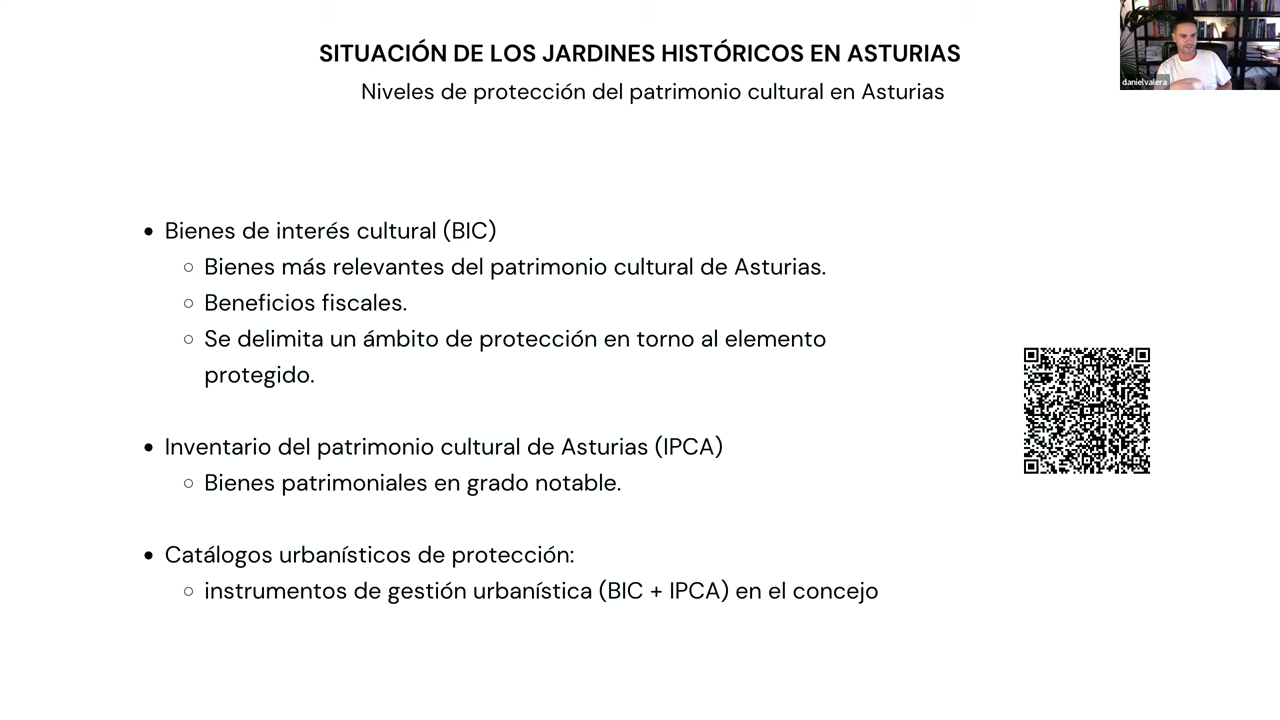 SITUACIÓN DE LOS JARDINES HISTÓRICOS EN ASTURIAS
Niveles de protección del patrimonio cultural en Asturias
danielvalera
• Bienes de interés cultural (BIC)
○ Bienes más relevantes del patrimonio cultural de Asturias.
○ Beneficios fiscales.
○ Se delimita un ámbito de protección en torno al elemento
protegido.
• Inventario del patrimonio cultural de Asturias (IPCA)
○ Bienes patrimoniales en grado notable.
• Catálogos urbanísticos de protección:
○ instrumentos de gestión urbanística (BIC + IPCA) en el concejo